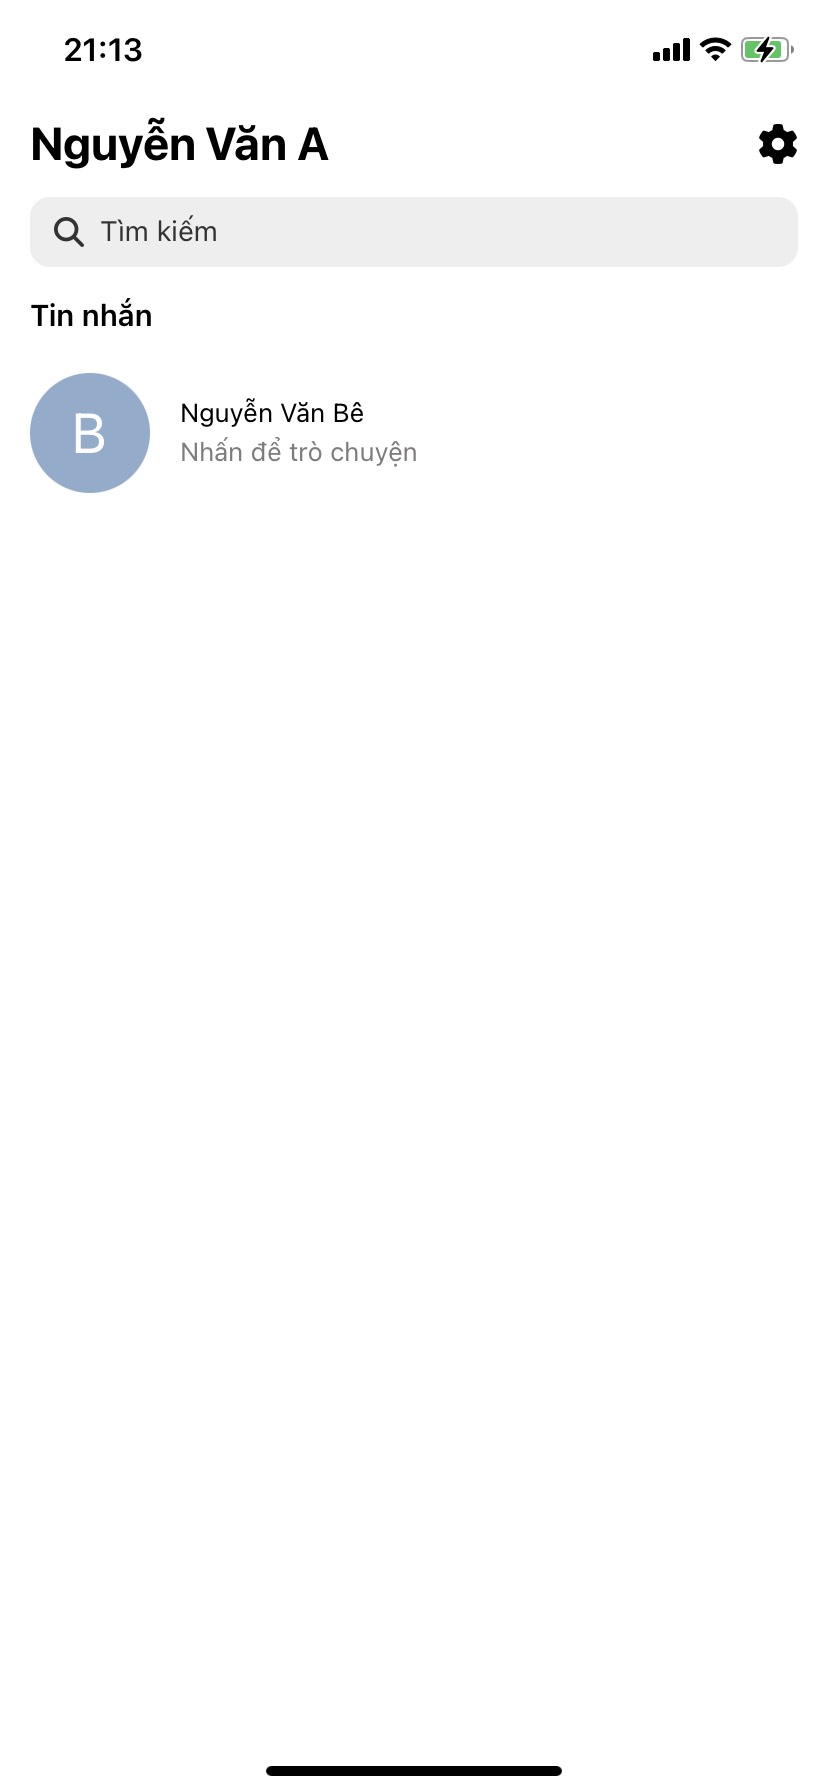 21:13
Nguyễn Văn A
Tìm kiếm
Tin nhắn
B
Nguyễn Văn Bê
Nhấn để trò chuyện